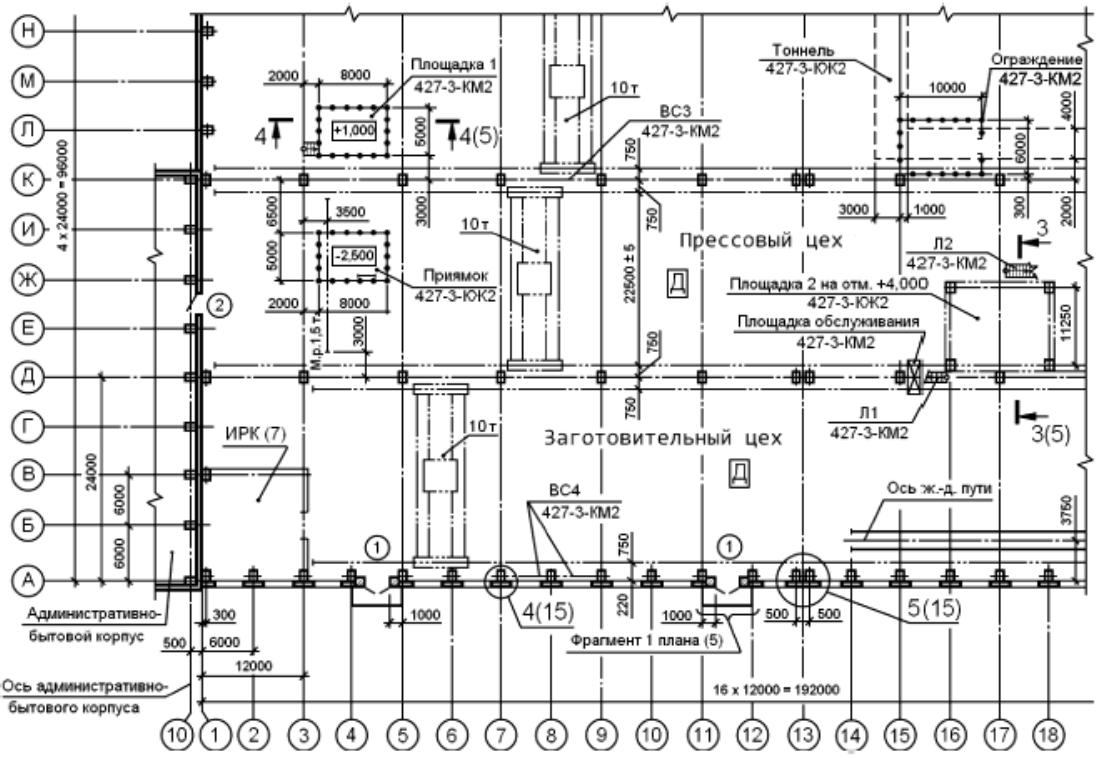 Н
М
Л
К
И
Ж
Е
Д
Г
В
Б
А
4 х 24000 = 96000
2000
8000
Площадка 1
427-3-КМ2
+1,000
5000
4
4(5)
3000
10 т
ВС3
427-3-КМ2
750
750
Тоннель
427-3-ЮЖ2
Ограждение
427-3-КМ2
10000
4000
6000
3000
1000
300
2000
6500
3500
5000
-2,500
Приямок
427-3-ЮЖ2
2000
8000
М.р.1,5 т
3000
10 т
22500 ± 5
Прессовый цех
Д
3
Л2
427-3-КМ2
Площадка 2 на отм. +4,000
427-3-ЮЖ2
Площадка обслуживания
427-3-КМ2
11250
2
750
750
Л1
427-3-КМ2
3(5)
24000
6000
6000
ИРК (7)
10 т
Заготовительный цех
Д
ВС4
427-3-КМ2
Ось ж.-д. пути
3750
1
1
750
220
4(15)
5(15)
Административно-
бытовой корпус
300
500
6000
12000
1000
1000
500
500
Фрагмент 1 плана (5)
Ось административно-
бытового корпуса
16 х 12000 = 192000
10
1
2
3
4
5
6
7
8
9
10
11
12
13
14
15
16
17
18